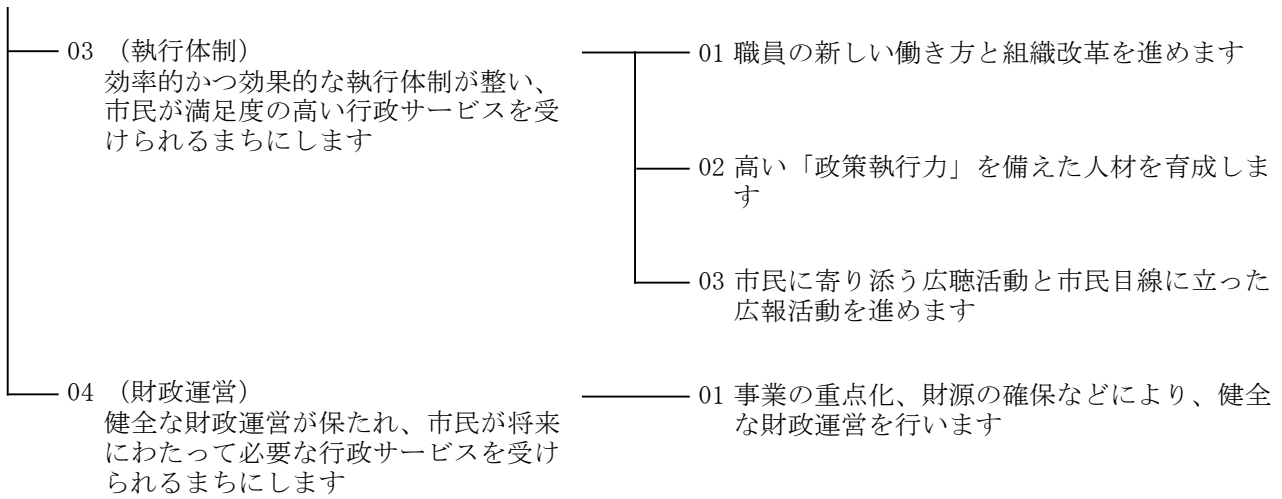 03 （執行体制）
効率的かつ効果的な執行体制が整い、
市民が満足度の高い行政サービスを受
けられるまちにします
01 職員の新しい働き方と組織改革を進めます
02 高い「政策執行力」を備えた人材を育成しま
す
03 市民に寄り添う広聴活動と市民目線に立った
広報活動を進めます
04 （財政運営）
健全な財政運営が保たれ、市民が将来
にわたって必要な行政サービスを受け
られるまちにします
01 事業の重点化、財源の確保などにより、健全
な財政運営を行います